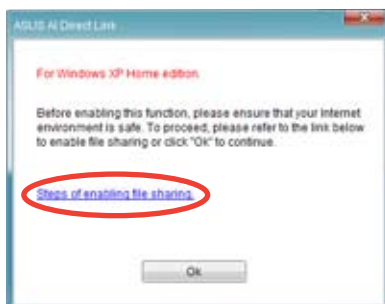 ASUS AI Direct Link
For Windows XP Home edition.
Before enabling this function, please ensure that your internet
environment is safe. To proceed, please refer to the link below
to enable file sharing or click "Ok" to continue.
Steps of enabling file sharing.
Ok